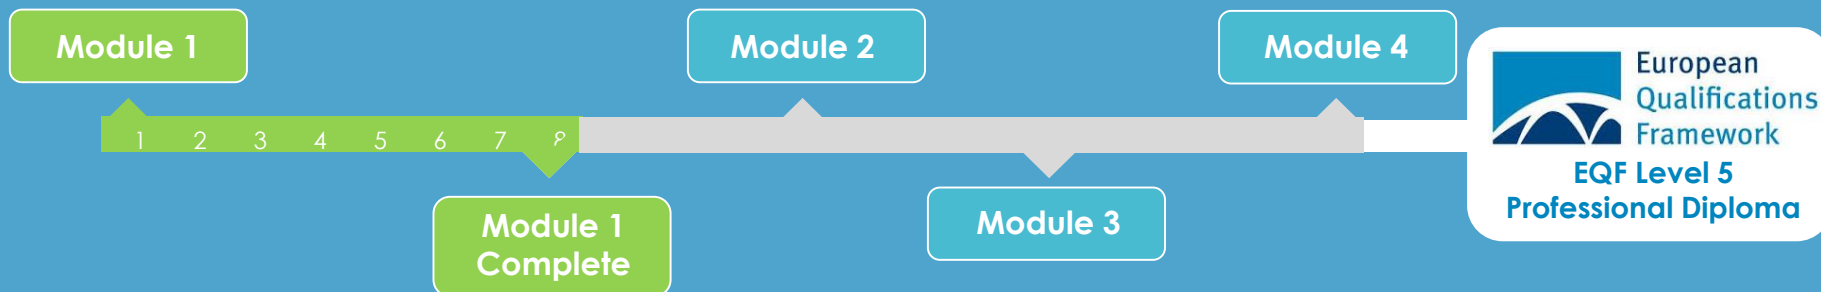 Module 1
Module 2
Module 4
European
Qualifications
Framework
EQF Level 5
Professional Diploma
1 2 3 4 5 6 7 8
Module 1
Complete
Module 3